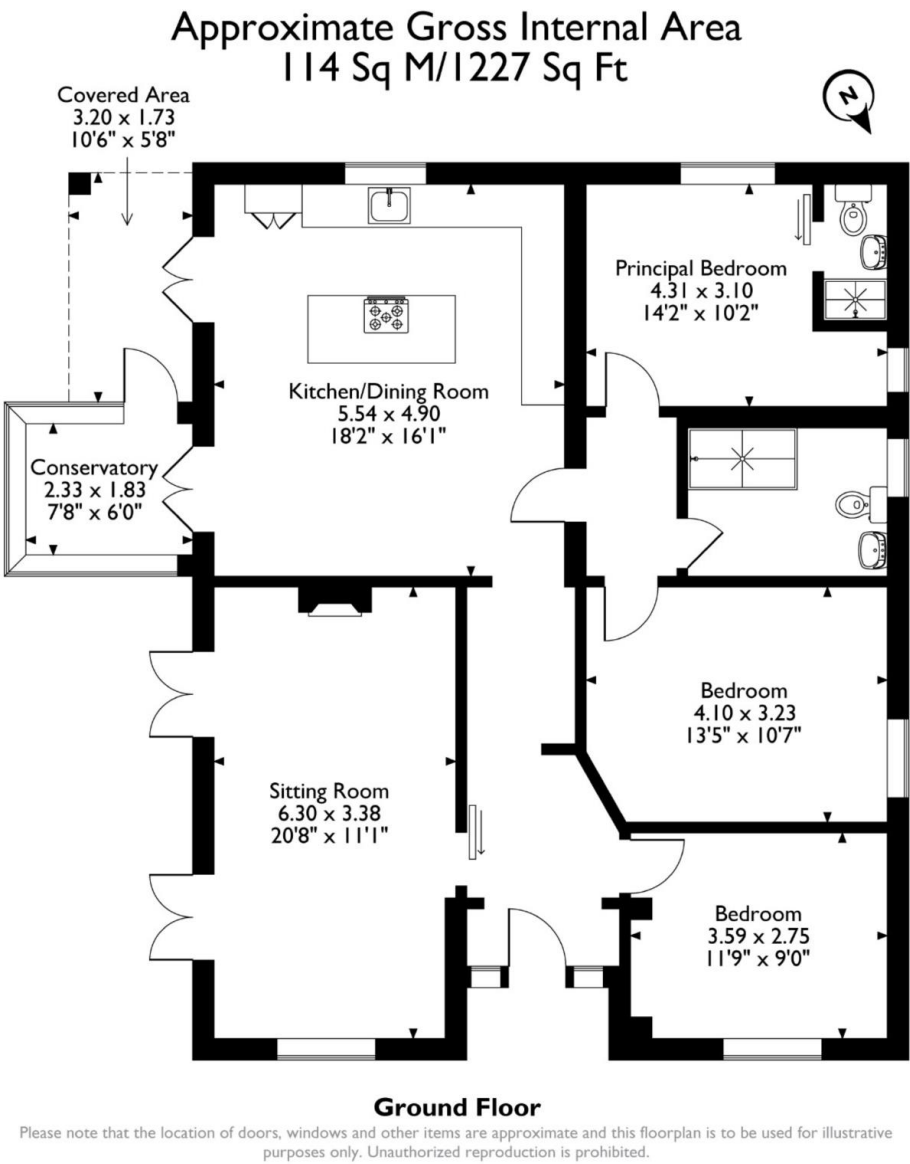 Approximate Gross Internal Area
114 Sq M/1227 Sq Ft
Covered Area
3.20 x 1.73
10'6" x 5'8"
N
Principal Bedroom
4.31 x 3.10
14'2" x 10'2"
Kitchen/Dining Room
5.54 x 4.90
18'2" x 16'1"
Conservatory
2.33 x 1.83
7'8" x 6'0"
Bedroom
4.10 x 3.23
13'5" x 10'7"
Sitting Room
6.30 x 3.38
20'8" x 11'1"
Bedroom
3.59 x 2.75
11'9" x 9'0"
Ground Floor
Please note that the location of doors, windows and other items are approximate and this floorplan is to be used for illustrative
purposes only. Unauthorized reproduction is prohibited.